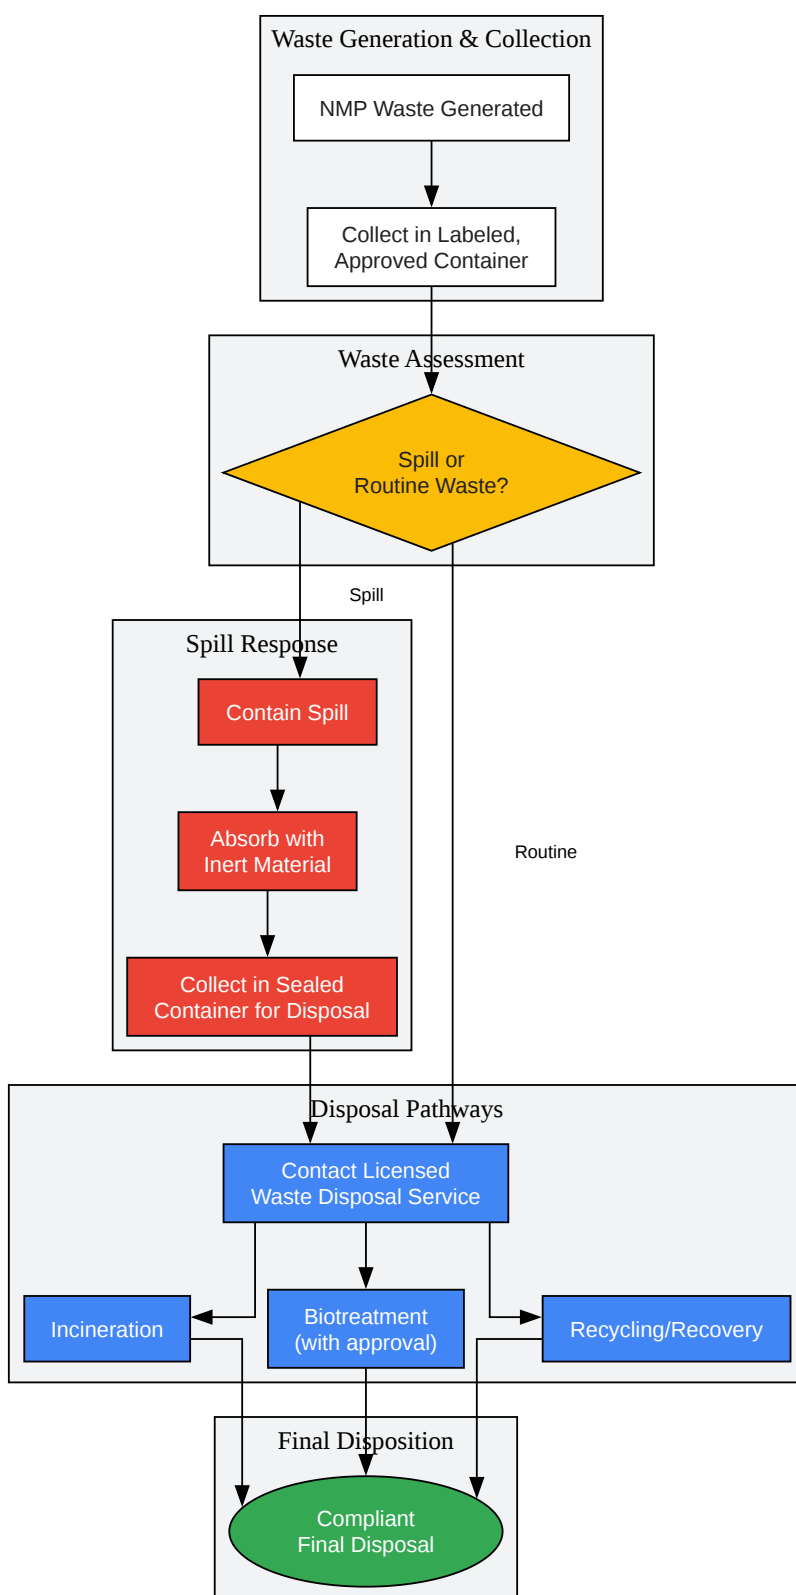 Waste Generation & Collection
NMP Waste Generated
Collect in Labeled,
Approved Container
Waste Assessment
Spill or
Routine Waste?
Spill
Spill Response
Contain Spill
Absorb with
Inert Material
Routine
Collect in Sealed
Container for Disposal
Disposal Pathways
Contact Licensed
Waste Disposal Service
Incineration
Biotreatment
(with approval)
Recycling/Recovery
Final Disposition
Compliant
Final Disposal